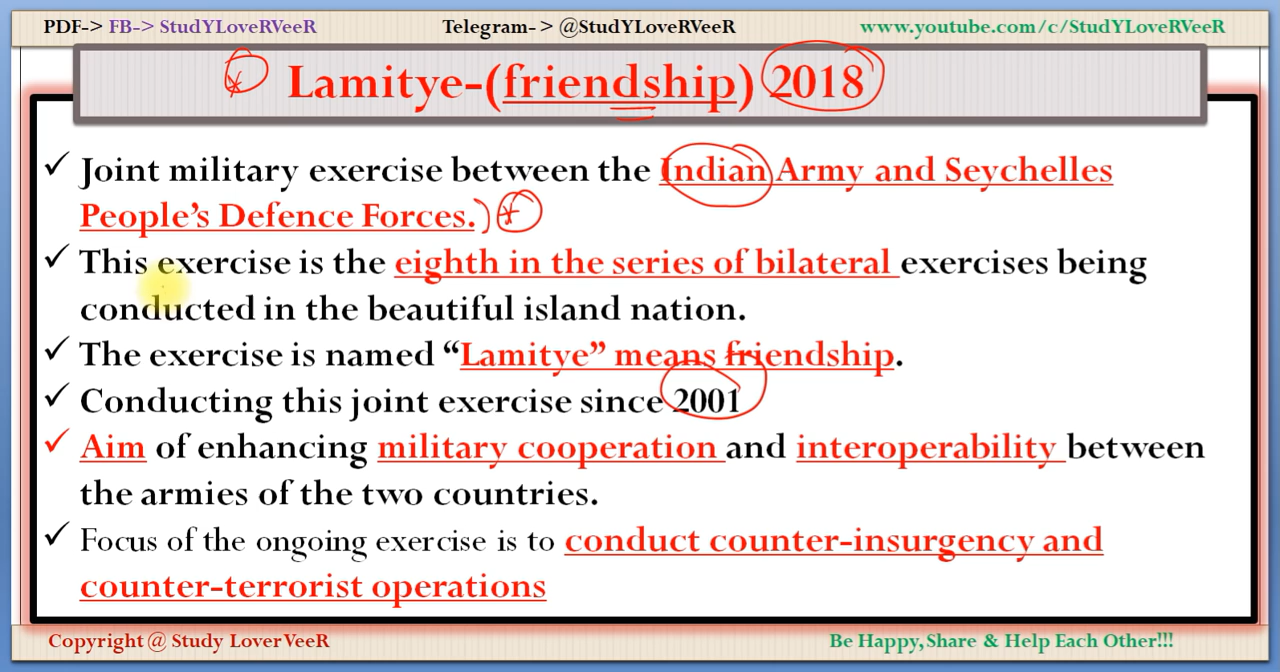 PDF-> FB-> StudYLoveRVeeR Telegram- > @StudYLoveRVeeR www.youtube.com/c/StudYLoveRVeeR
Lamitye-(friendship) 2018
✓ Joint military exercise between the Indian Army and Seychelles
People's Defence Forces.)
✓ This exercise is the eighth in the series of bilateral exercises being
conducted in the beautiful island nation.
✓ The exercise is named “Lamitye” means friendship.
✓ Conducting this joint exercise since 2001
✓ Aim of enhancing military cooperation and interoperability between
the armies of the two countries.
✓ Focus of the ongoing exercise is to conduct counter-insurgency and
counter-terrorist operations
Copyright @ Study LoverVeeR Be Happy,Share & Help Each Other!!!